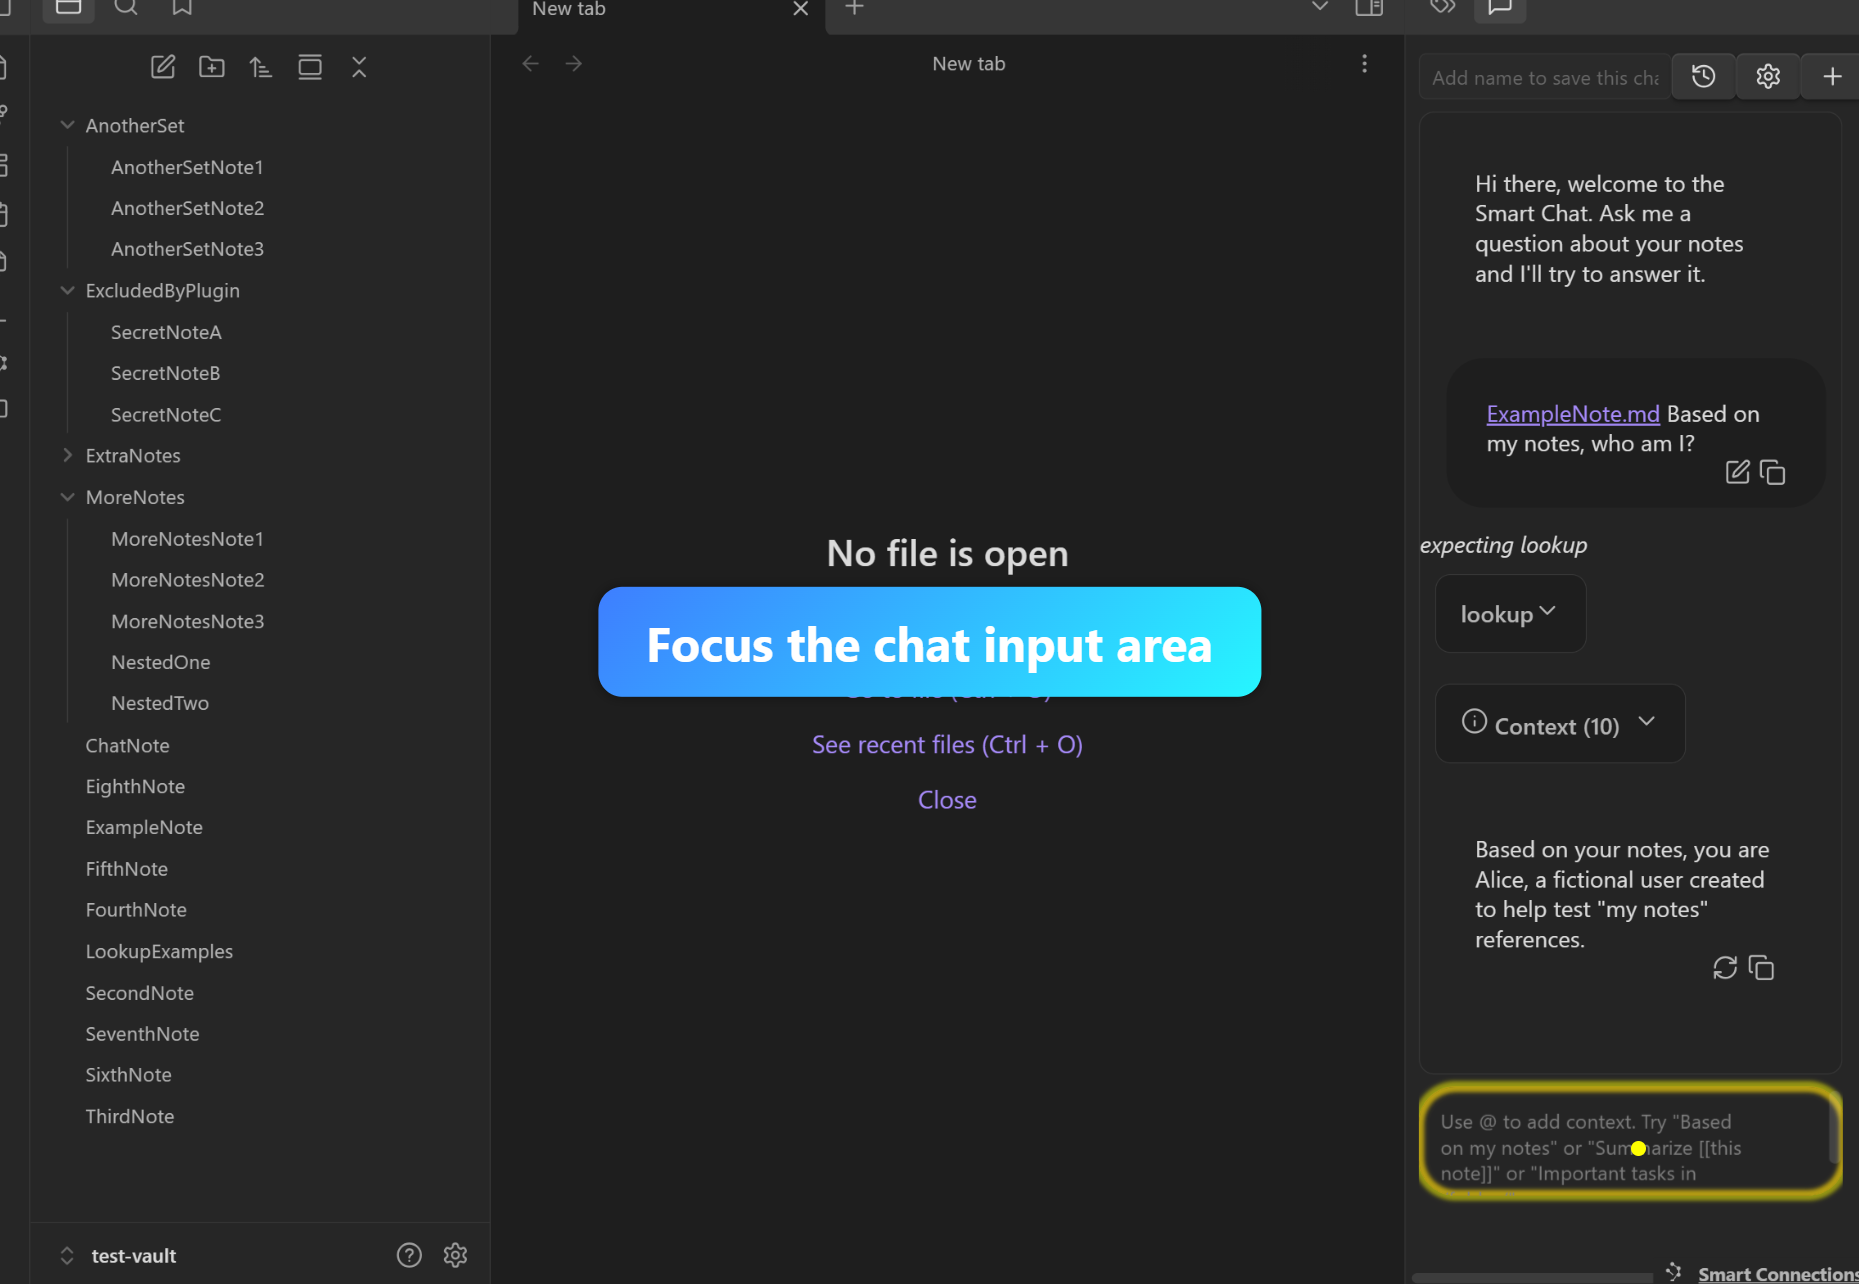 New tab
New tab
AnotherSet
AnotherSetNote1
AnotherSetNote2
AnotherSetNote3
ExcludedByPlugin
SecretNoteA
SecretNoteB
SecretNoteC
ExtraNotes
MoreNotes
MoreNotesNote1
MoreNotesNote2
MoreNotesNote3
NestedOne
NestedTwo
ChatNote
EighthNote
ExampleNote
FifthNote
FourthNote
LookupExamples
SecondNote
SeventhNote
SixthNote
ThirdNote
test-vault
No file is open
Focus the chat input area
See recent files (Ctrl + O)
Close
Add name to save this cha
Hi there, welcome to the
Smart Chat. Ask me a
question about your notes
and I'll try to answer it.
ExampleNote.md Based on
my notes, who am I?
expecting lookup
lookup
Context (10)
Based on your notes, you are
Alice, a fictional user created
to help test "my notes"
references.
Use @ to add context. Try "Based
on my notes" or "Summarize [[this
note]]" or "Important tasks in
Smart Connections